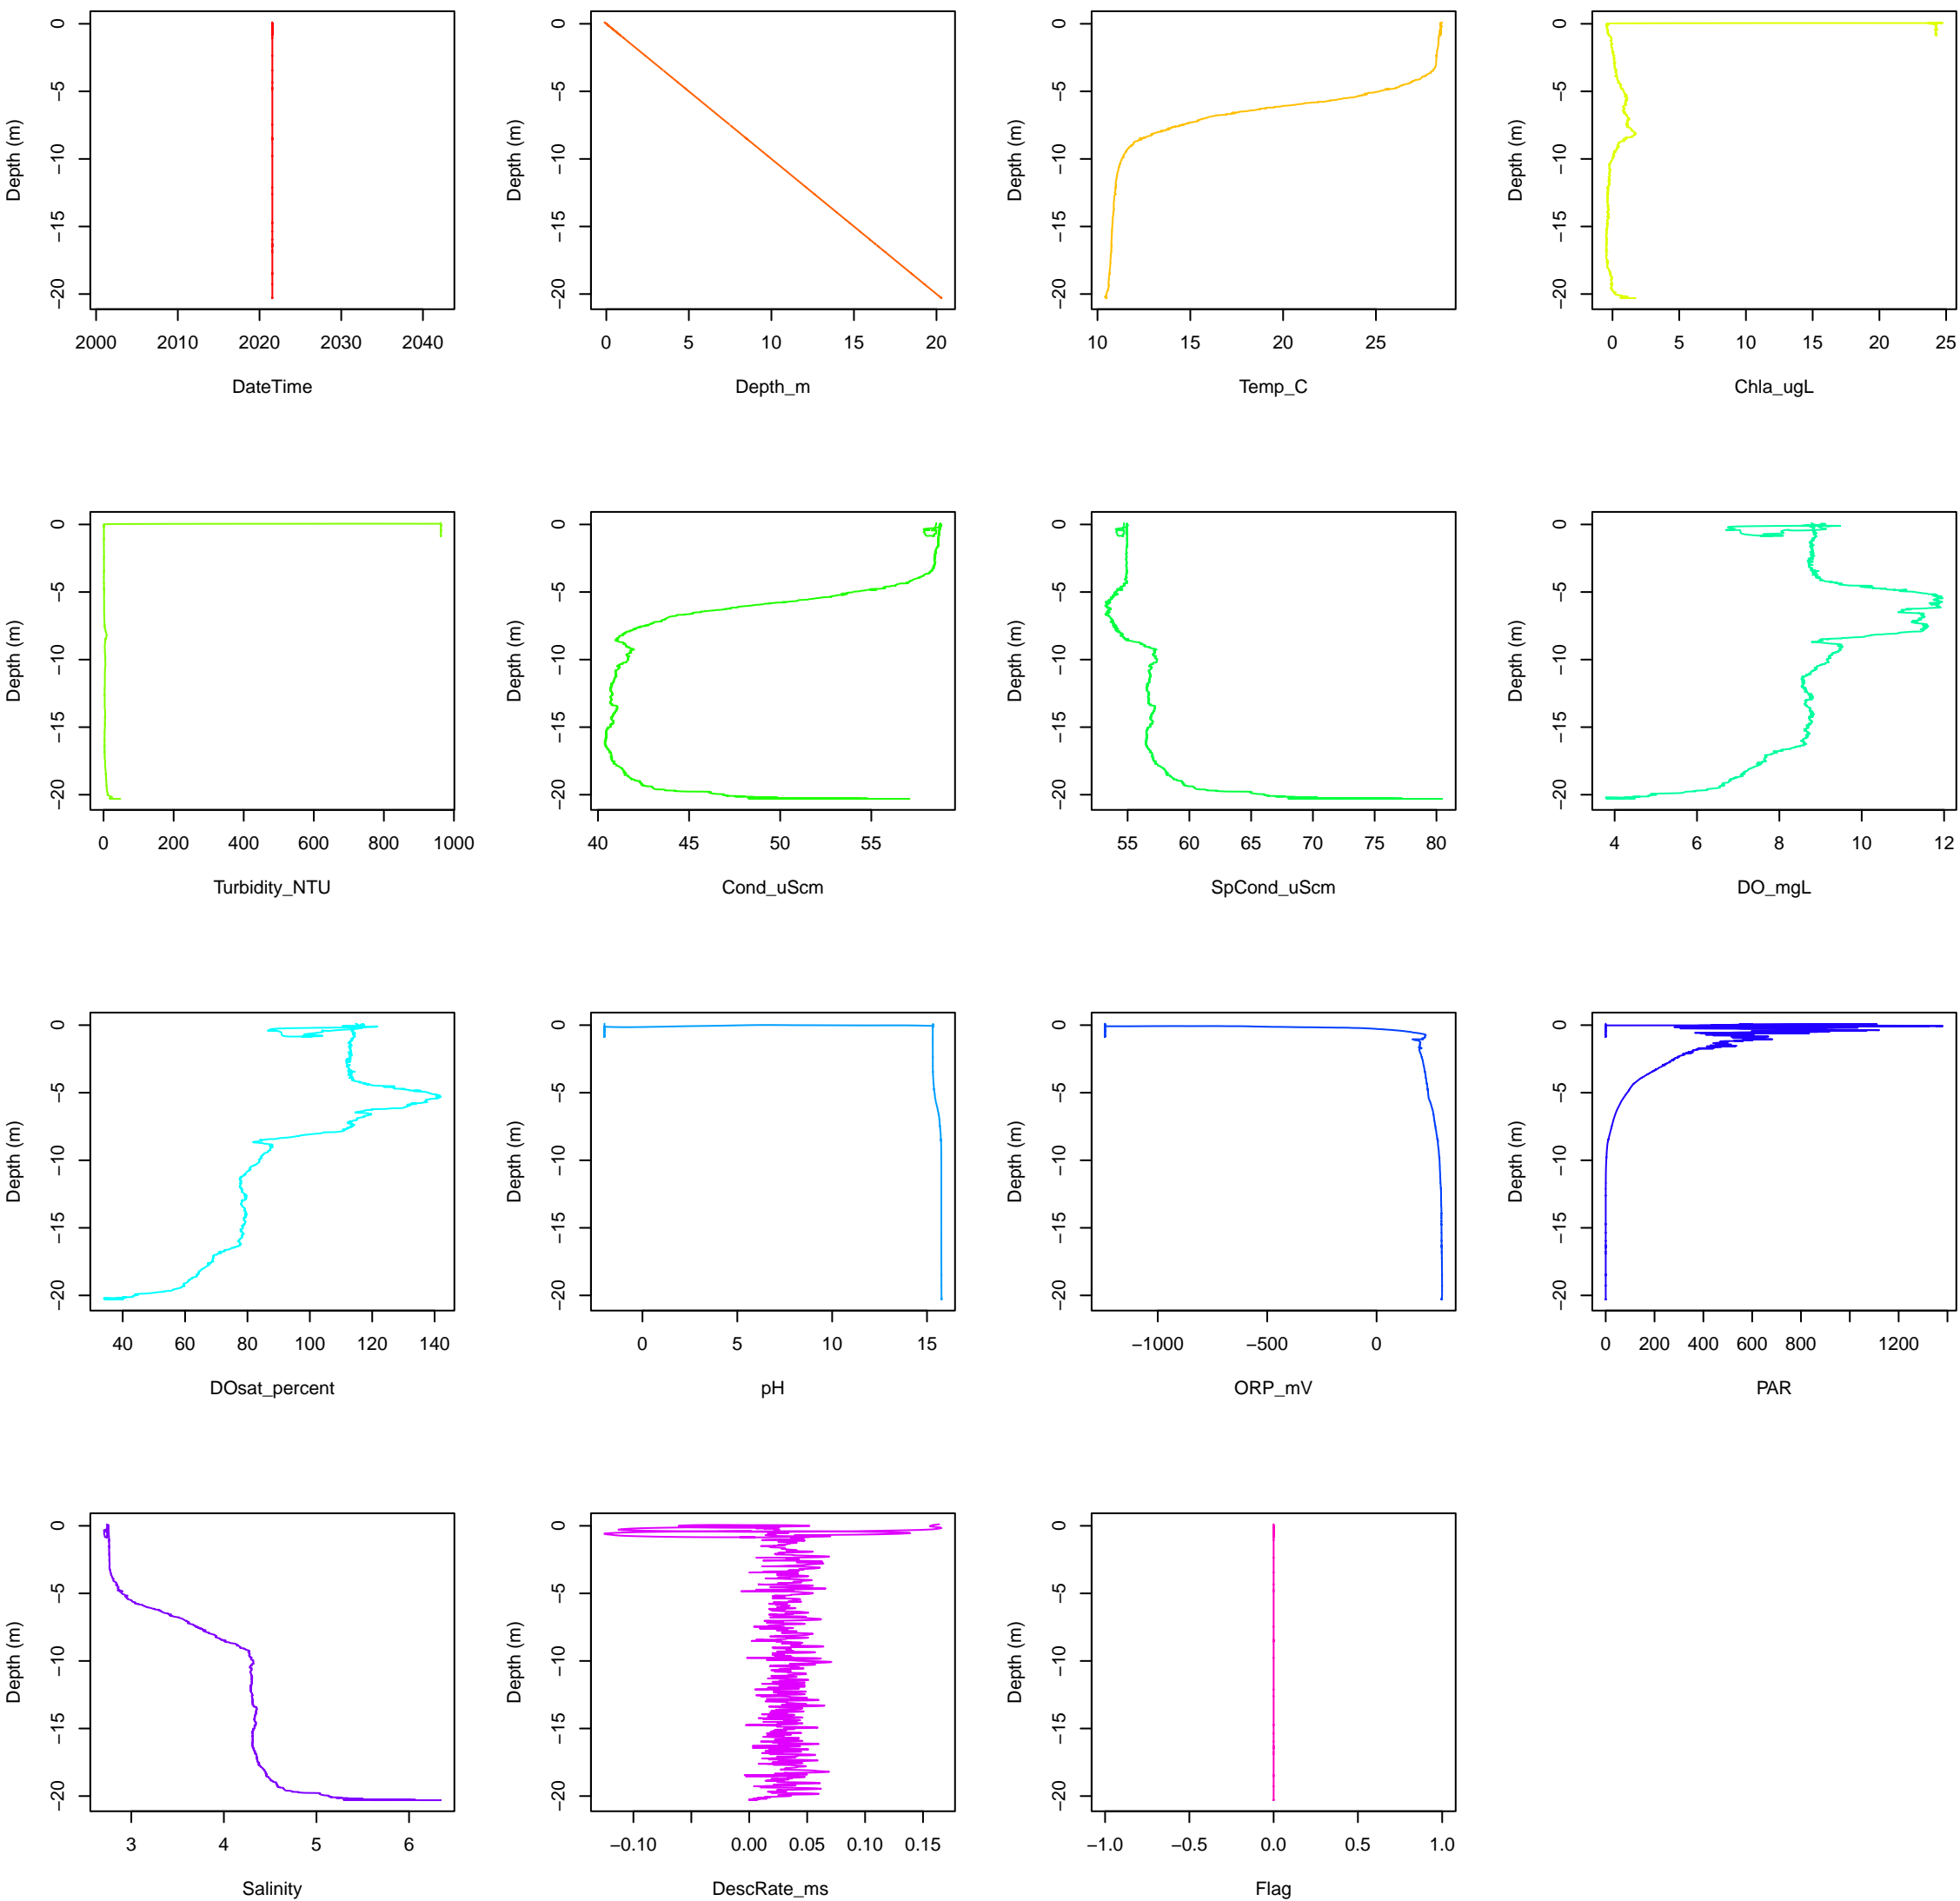 0 0 0 0
−5 −5 −5 −5
Depth (m) Depth (m) Depth (m) Depth (m)
−10 −10 −10 −10
−15 −15 −15 −15
−20 −20 −20 −20
2000 2010 2020 2030 2040 0 5 10 15 20 10 15 20 25 0 5 10 15 20 25
DateTime Depth_m Temp_C Chla_ugL
0 0 0 0
−5 −5 −5 −5
Depth (m) Depth (m) Depth (m) Depth (m)
−10 −10 −10 −10
−15 −15 −15 −15
−20 −20 −20 −20
0 200 400 600 800 1000 40 45 50 55 55 60 65 70 75 80 4 6 8 10 12
Turbidity_NTU Cond_uScm SpCond_uScm DO_mgL
0 0 0 0
−5 −5 −5 −5
Depth (m) Depth (m) Depth (m) Depth (m)
−10 −10 −10 −10
−15 −15 −15 −15
−20 −20 −20 −20
40 60 80 100 120 140 0 5 10 15 −1000 −500 0 0 200 400 600 800 1200
DOsat_percent pH ORP_mV PAR
0 0 0
−5 −5 −5
Depth (m) Depth (m) Depth (m)
−10 −10 −10
−15 −15 −15
−20 −20 −20
3 4 5 6 −0.10 0.00 0.05 0.10 0.15 −1.0 −0.5 0.0 0.5 1.0
Salinity DescRate_ms Flag